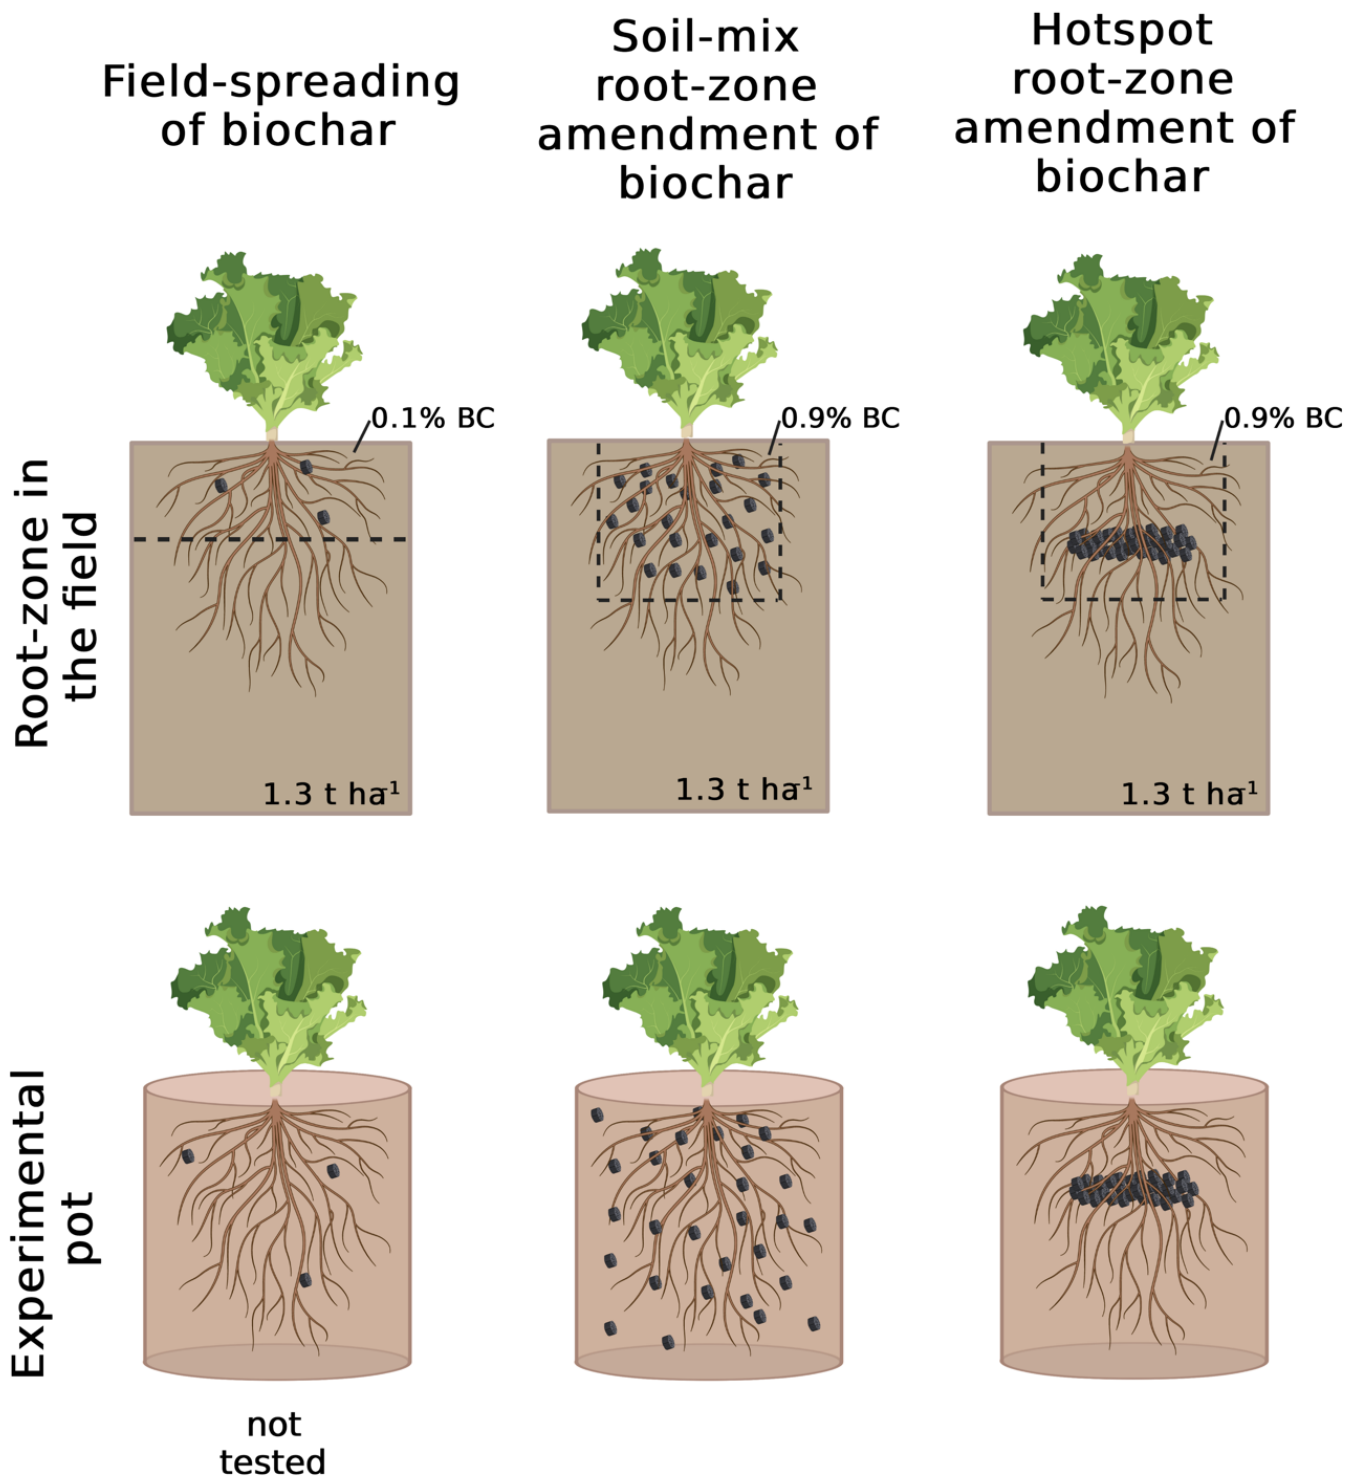 Field-spreading
of biochar
Soil-mix
root-zone
amendment of
biochar
Hotspot
root-zone
amendment of
biochar
Root-zone in
the field
0.1% BC
1.3 t ha-1
0.9% BC
1.3 t ha-1
0.9% BC
1.3 t ha-1
Experimental
pot
not
tested